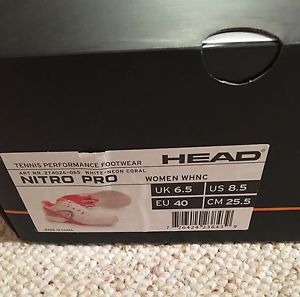 HEAD
TENNIS PERFORMANCE FOOTWEAR
ART NR. 274026-065 WHITE-NEON CORAL
NITRO PRO
WOMEN WHNC
UK 6.5 US 8.5
EU 40 CM 25.5
MADE IN CHINA